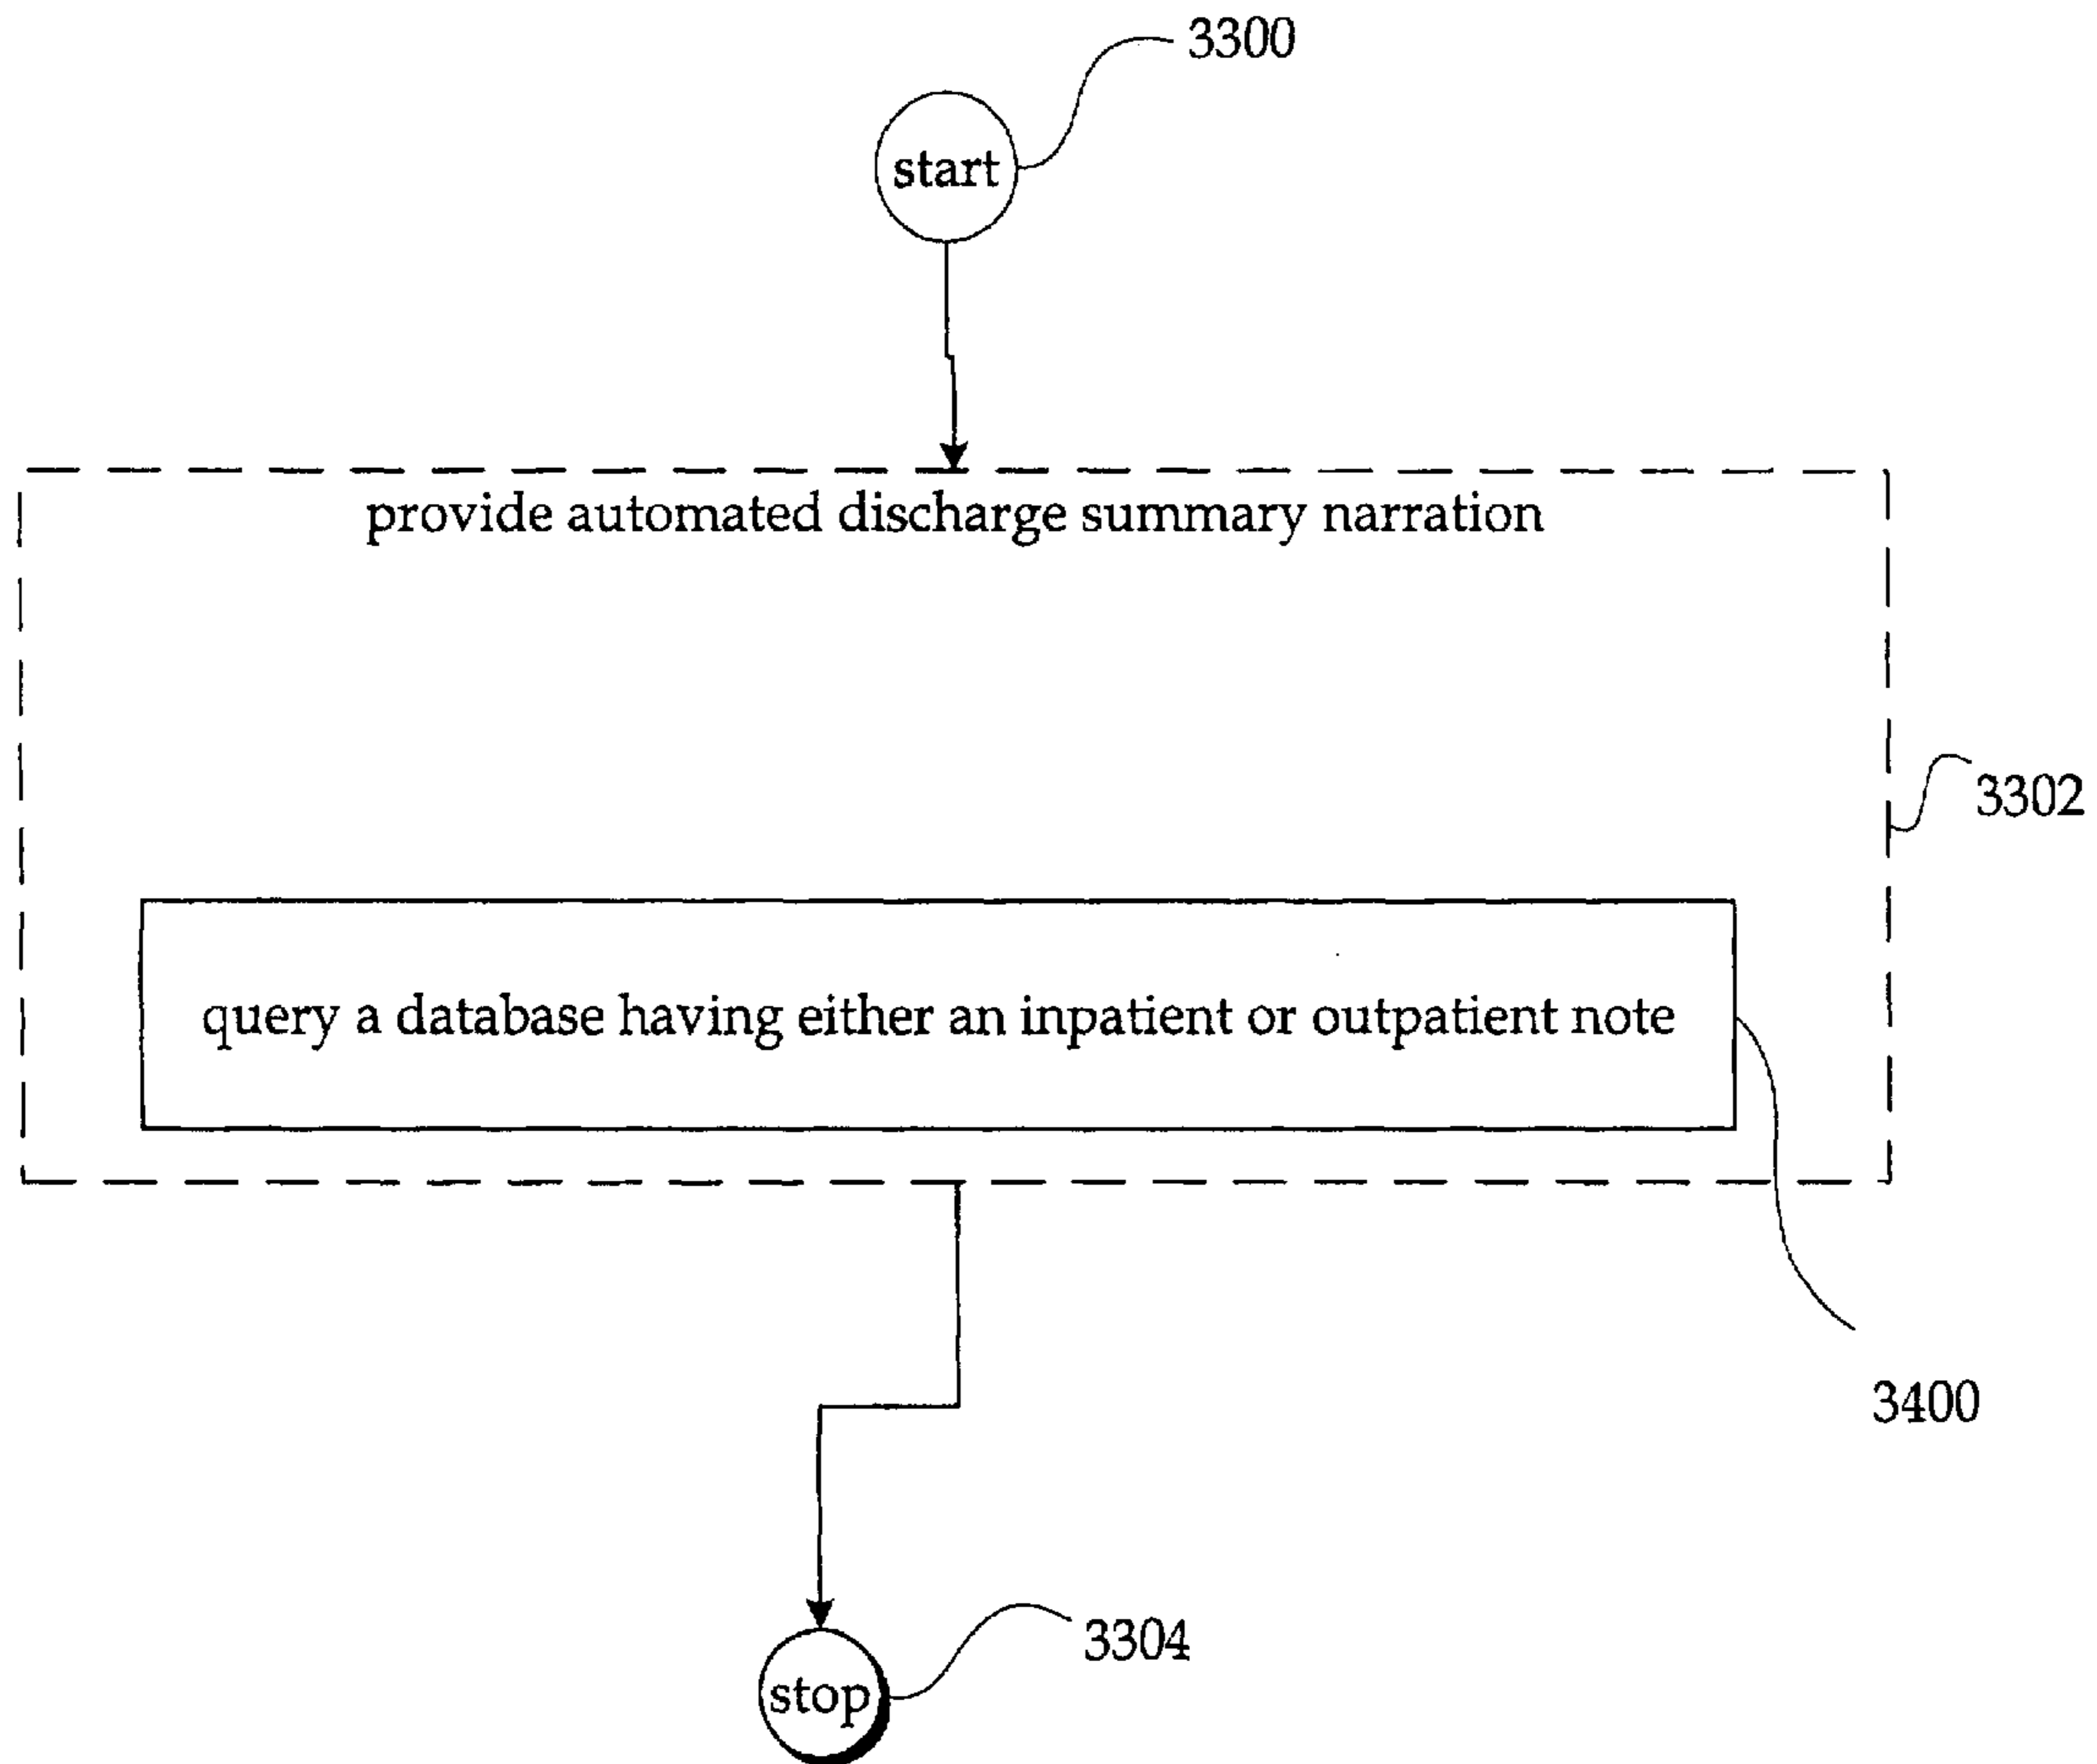 3300
start
provide automated discharge summary narration
3302
query a database having either an inpatient or outpatient note
3400
3304
stop